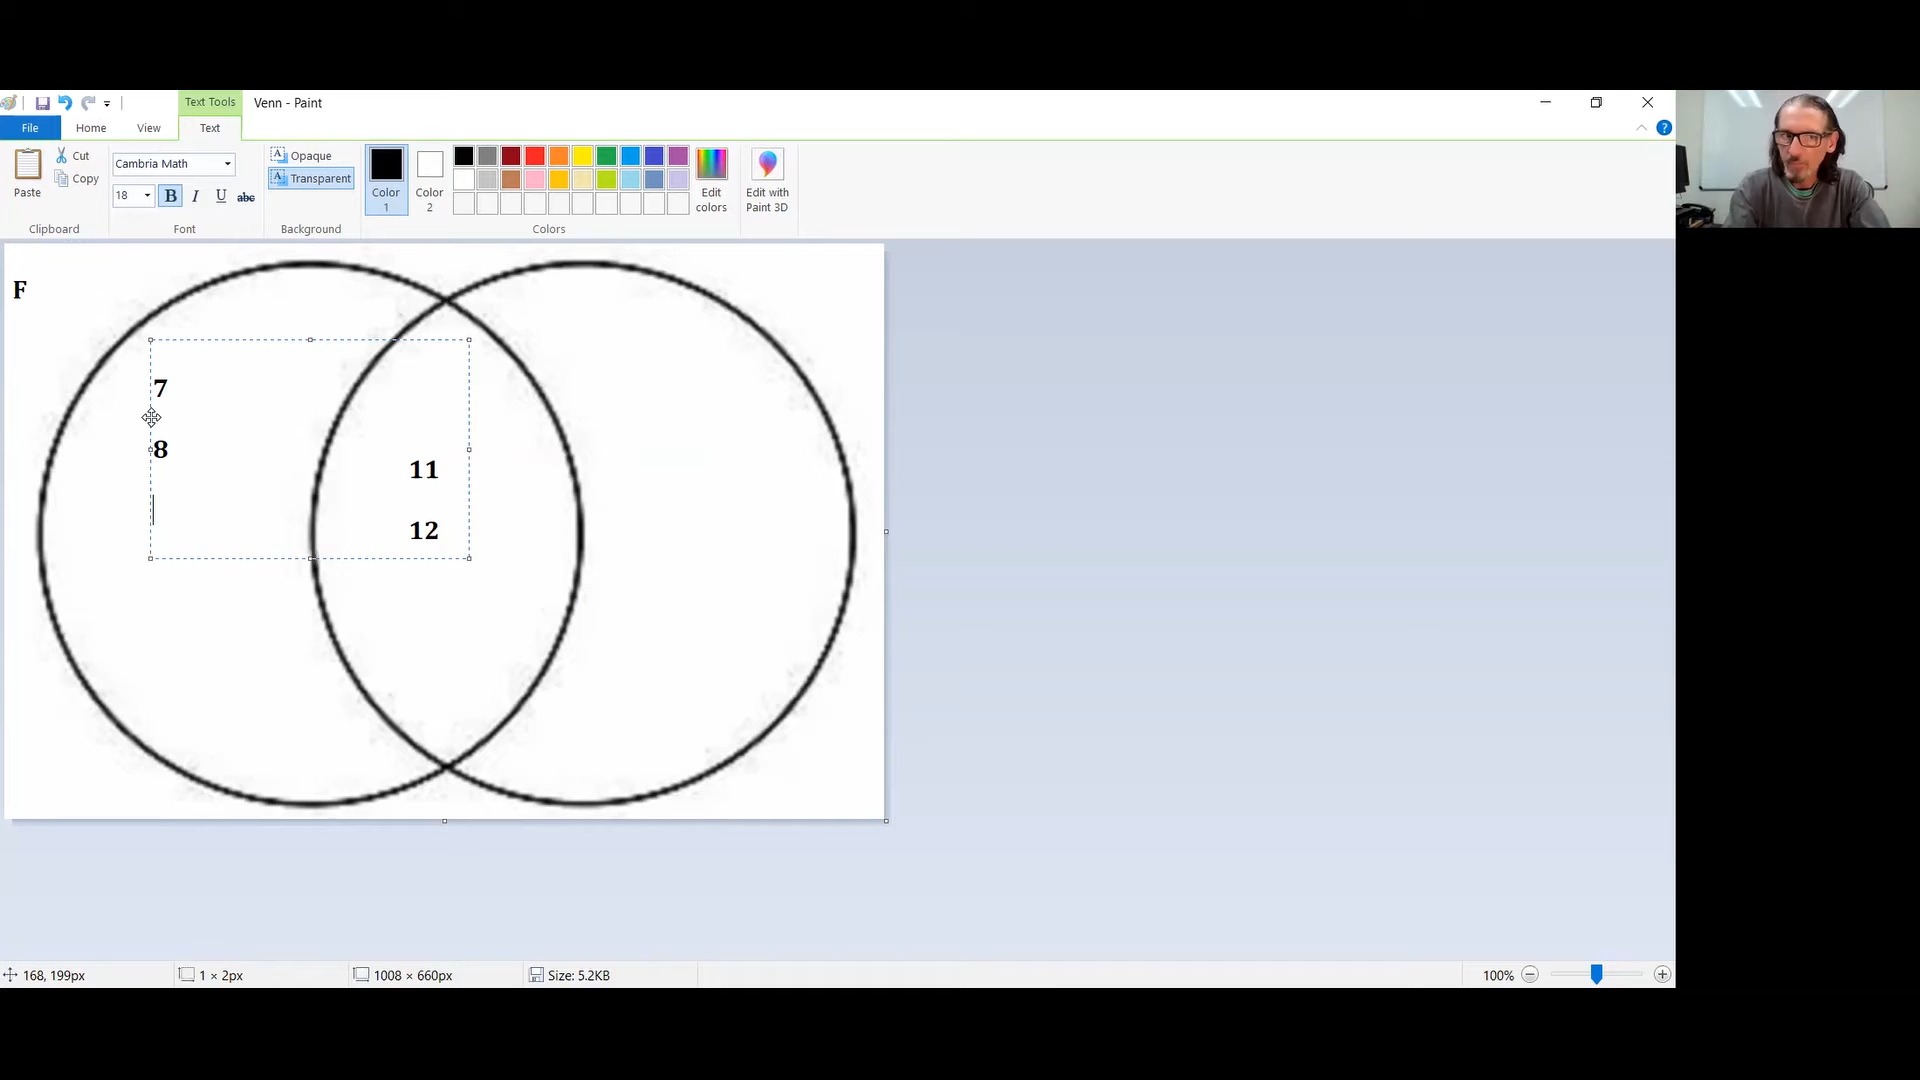 Text Tools
Venn - Paint
File
Home
View
Text
?
Paste
Cut
Copy
Clipboard
Cambria Math
18
B I U abc
Font
A Opaque
A Transparent
Background
Color 1
Color 2
Colors
Edit colors
Edit with Paint 3D
F
7
8
11
12
168, 199px
1 × 2px
1008 × 660px
Size: 5.2KB
100%